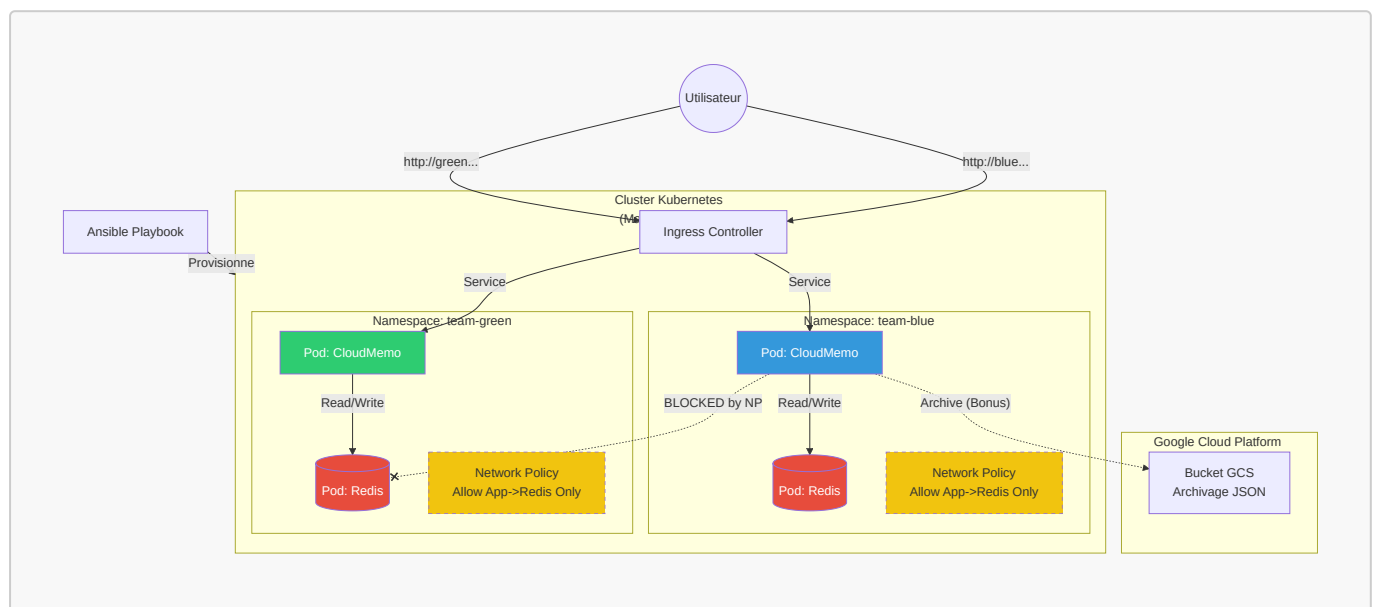 Utilisateur
http://green...
http://blue...
Cluster Kubernetes
Ansible Playbook
Ingress Controller
Provisionne
Service
Service
Namespace: team-green
Namespace: team-blue
Pod: CloudMemo
Pod: CloudMemo
Read/Write
BLOCKED by NP
Read/Write
Archive (Bonus)
Google Cloud Platform
Pod: Redis
Network Policy
Allow App->Redis Only
Pod: Redis
Network Policy
Allow App->Redis Only
Bucket GCS
Archivage JSON